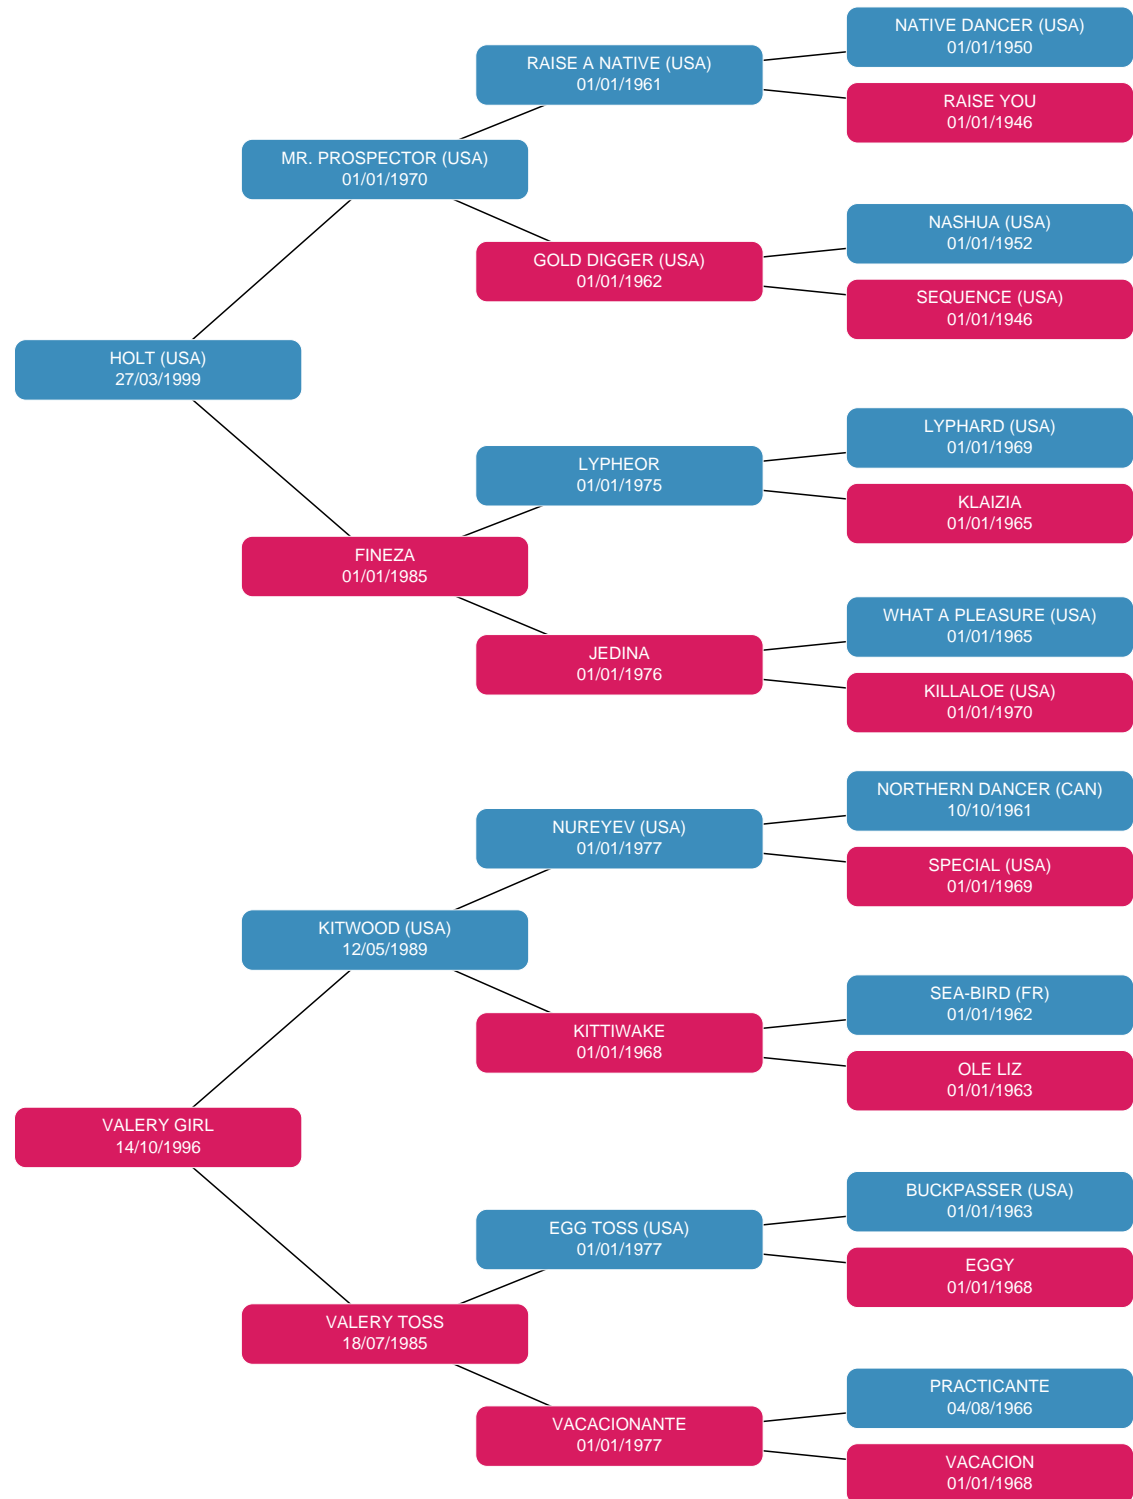 NATIVE DANCER (USA)
01/01/1950
RAISE A NATIVE (USA)
01/01/1961
RAISE YOU
01/01/1946
MR. PROSPECTOR (USA)
01/01/1970
NASHUA (USA)
01/01/1952
GOLD DIGGER (USA)
01/01/1962
SEQUENCE (USA)
01/01/1946
HOLT (USA)
27/03/1999
LYPHARD (USA)
01/01/1969
LYPHEOR
01/01/1975
KLAIZIA
01/01/1965
FINEZA
01/01/1985
WHAT A PLEASURE (USA)
01/01/1965
JEDINA
01/01/1976
KILLALOE (USA)
01/01/1970
NORTHERN DANCER (CAN)
10/10/1961
NUREYEV (USA)
01/01/1977
SPECIAL (USA)
01/01/1969
KITWOOD (USA)
12/05/1989
SEA-BIRD (FR)
01/01/1962
KITTIWAKE
01/01/1968
OLE LIZ
01/01/1963
VALERY GIRL
14/10/1996
BUCKPASSER (USA)
01/01/1963
EGG TOSS (USA)
01/01/1977
EGGY
01/01/1968
VALERY TOSS
18/07/1985
PRACTICANTE
04/08/1966
VACACIONANTE
01/01/1977
VACACION
01/01/1968